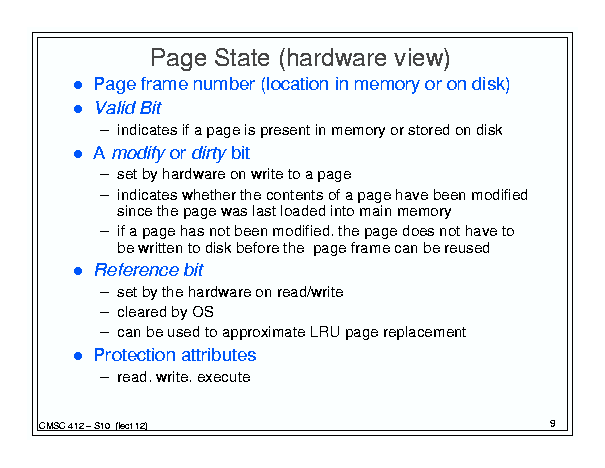 Page State (hardware view)
● Page frame number (location in memory or on disk)
● Valid Bit
– indicates if a page is present in memory or stored on disk
● A modify or dirty bit
– set by hardware on write to a page
– indicates whether the contents of a page have been modified
since the page was last loaded into main memory
– if a page has not been modified. the page does not have to
be written to disk before the page frame can be reused
● Reference bit
– set by the hardware on read/write
– cleared by OS
– can be used to approximate LRU page replacement
● Protection attributes
– read. write. execute
CMSC 412 – S10 (lect 12)
9